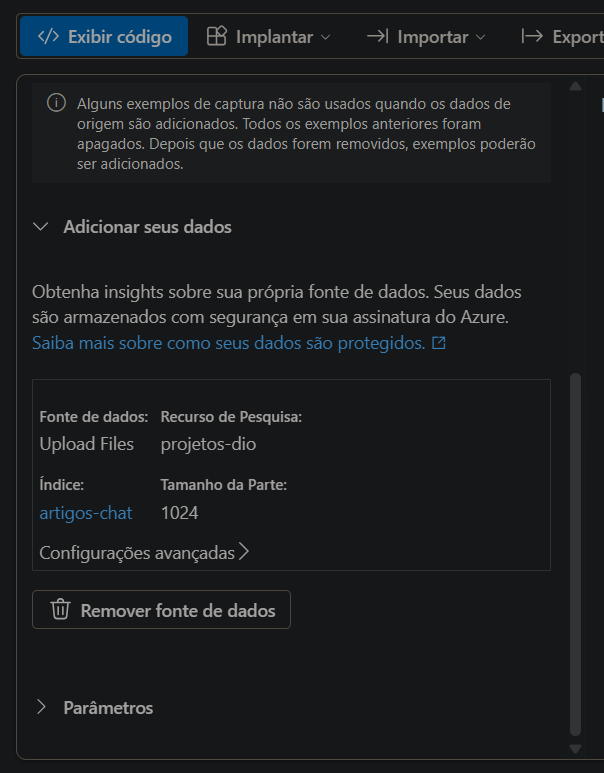 </> Exibir código Implantar Importar Export
Alguns exemplos de captura não são usados quando os dados de
origem são adicionados. Todos os exemplos anteriores foram
apagados. Depois que os dados forem removidos, exemplos poderão
ser adicionados.
Adicionar seus dados
Obtenha insights sobre sua própria fonte de dados. Seus dados
são armazenados com segurança em sua assinatura do Azure.
Saiba mais sobre como seus dados são protegidos.
Fonte de dados: Recurso de Pesquisa:
Upload Files projetos-dio
Índice: Tamanho da Parte:
artigos-chat 1024
Configurações avançadas
Remover fonte de dados
Parâmetros